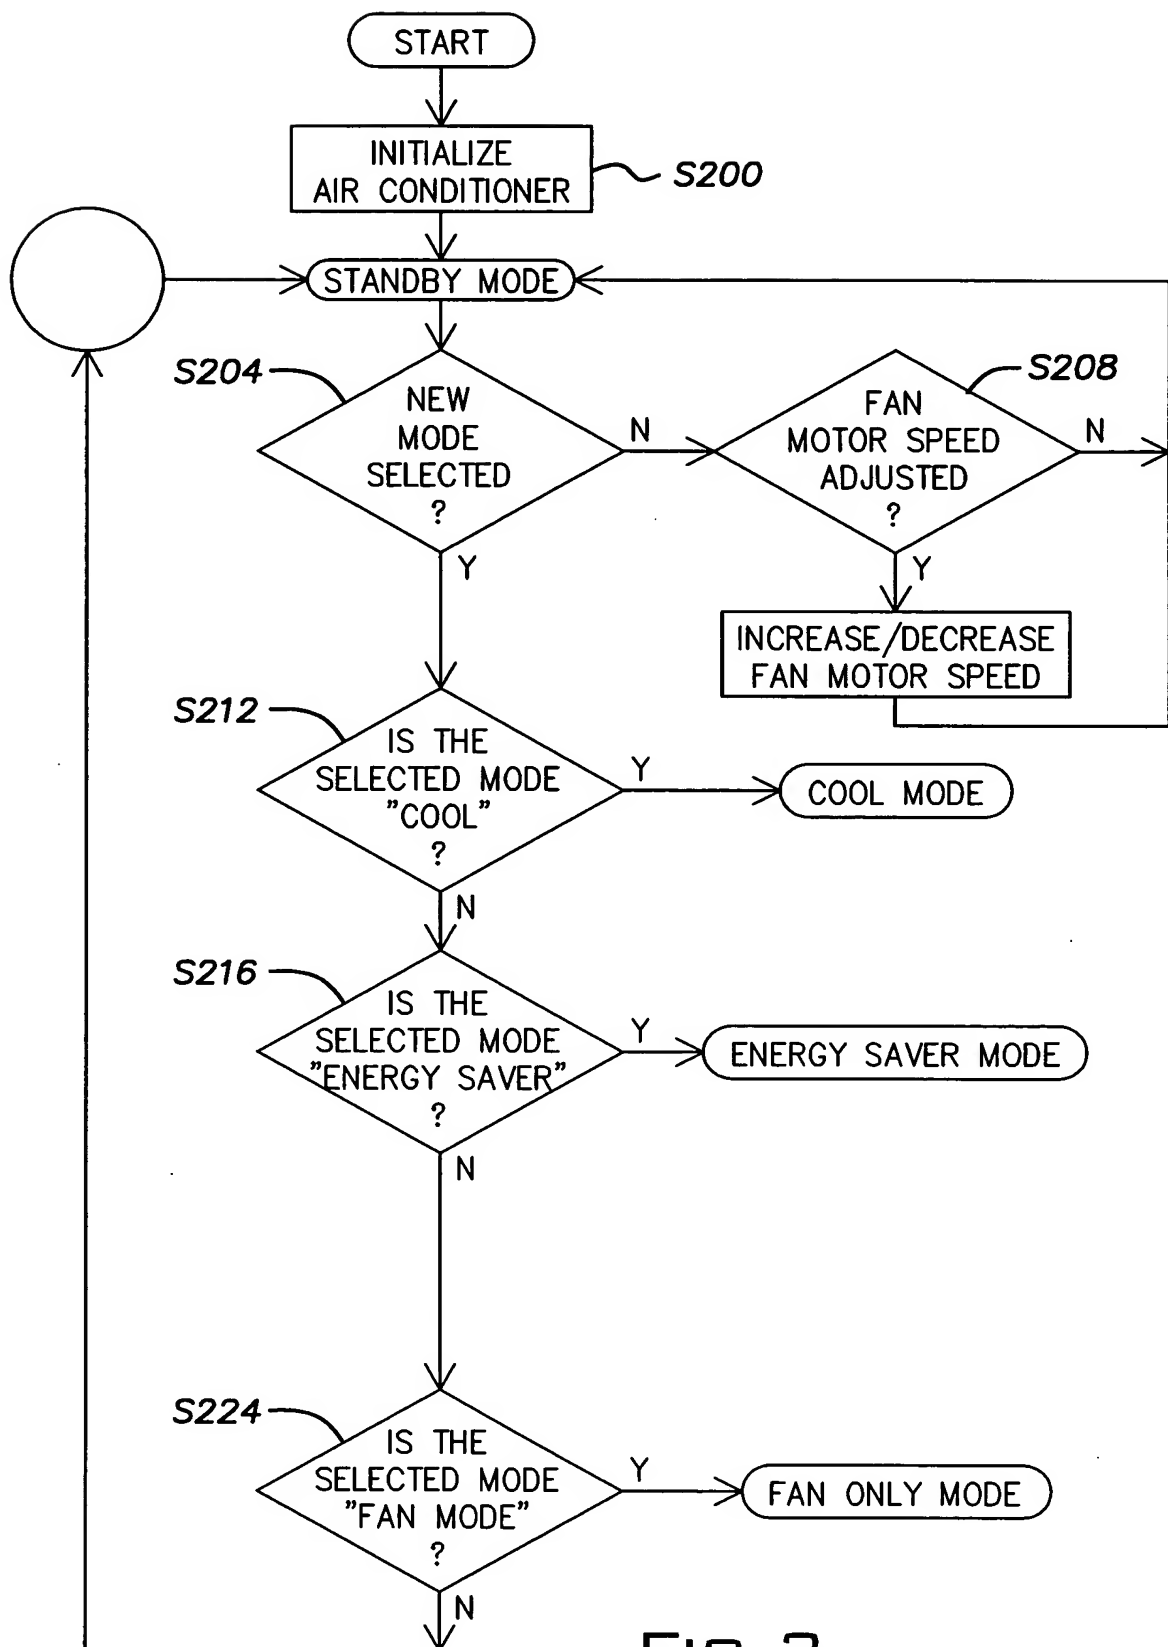 START
INITIALIZE
AIR CONDITIONER
S200
STANDBY MODE
S204
NEW
MODE
SELECTED
?
N
Y
S208
FAN
MOTOR SPEED
ADJUSTED
?
N
Y
INCREASE/DECREASE
FAN MOTOR SPEED
S212
IS THE
SELECTED MODE
"COOL"
?
Y
COOL MODE
N
S216
IS THE
SELECTED MODE
"ENERGY SAVER"
?
Y
ENERGY SAVER MODE
N
S224
IS THE
SELECTED MODE
"FAN MODE"
?
Y
FAN ONLY MODE
N